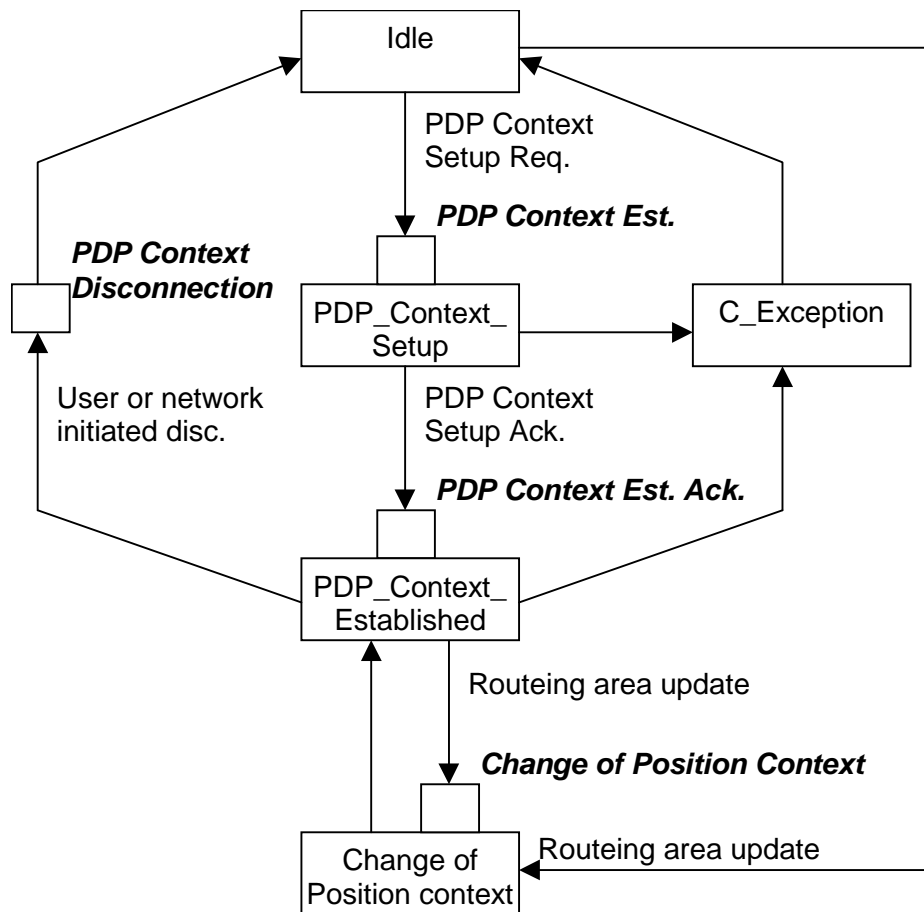 Idle
PDP Context
Setup Req.
PDP Context Est.
PDP Context
Disconnection
PDP_Context_
Setup
C_Exception
User or network
initiated disc.
PDP Context
Setup Ack.
PDP Context Est. Ack.
PDP_Context_
Established
Routeing area update
Change of Position Context
Change of
Position context
Routeing area update